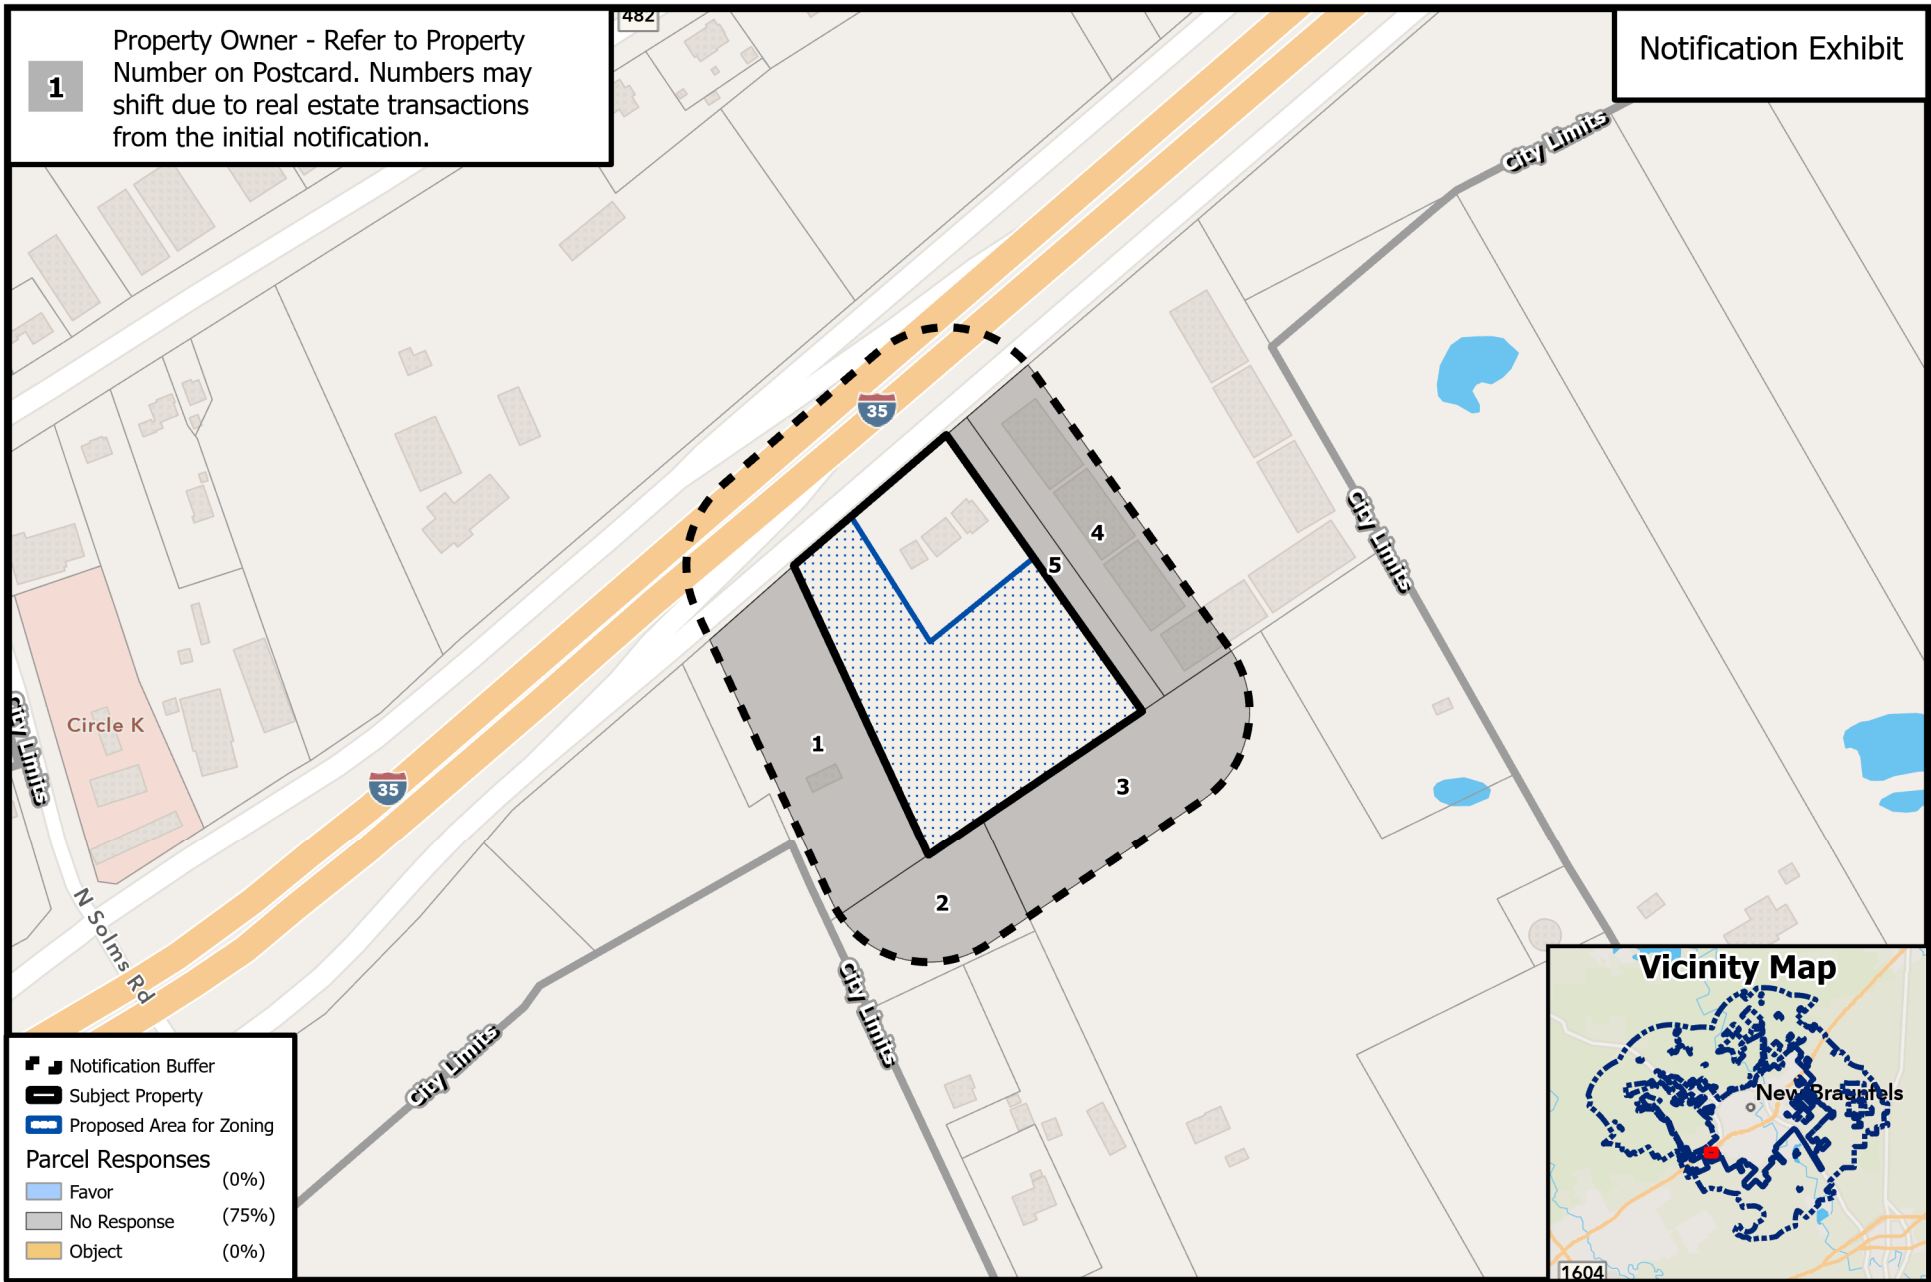 1
Property Owner - Refer to Property
Number on Postcard. Numbers may
shift due to real estate transactions
from the initial notification.
482
Notification Exhibit
City Limits
35
City Limits
4
5
Circle K
City Limits
1
35
3
2
N Solms Rd
City Limits
City Limits
Notification Buffer
Subject Property
Proposed Area for Zoning
Parcel Responses
Favor (0%)
No Response (75%)
Object (0%)
Vicinity Map
New Braunfels
1604